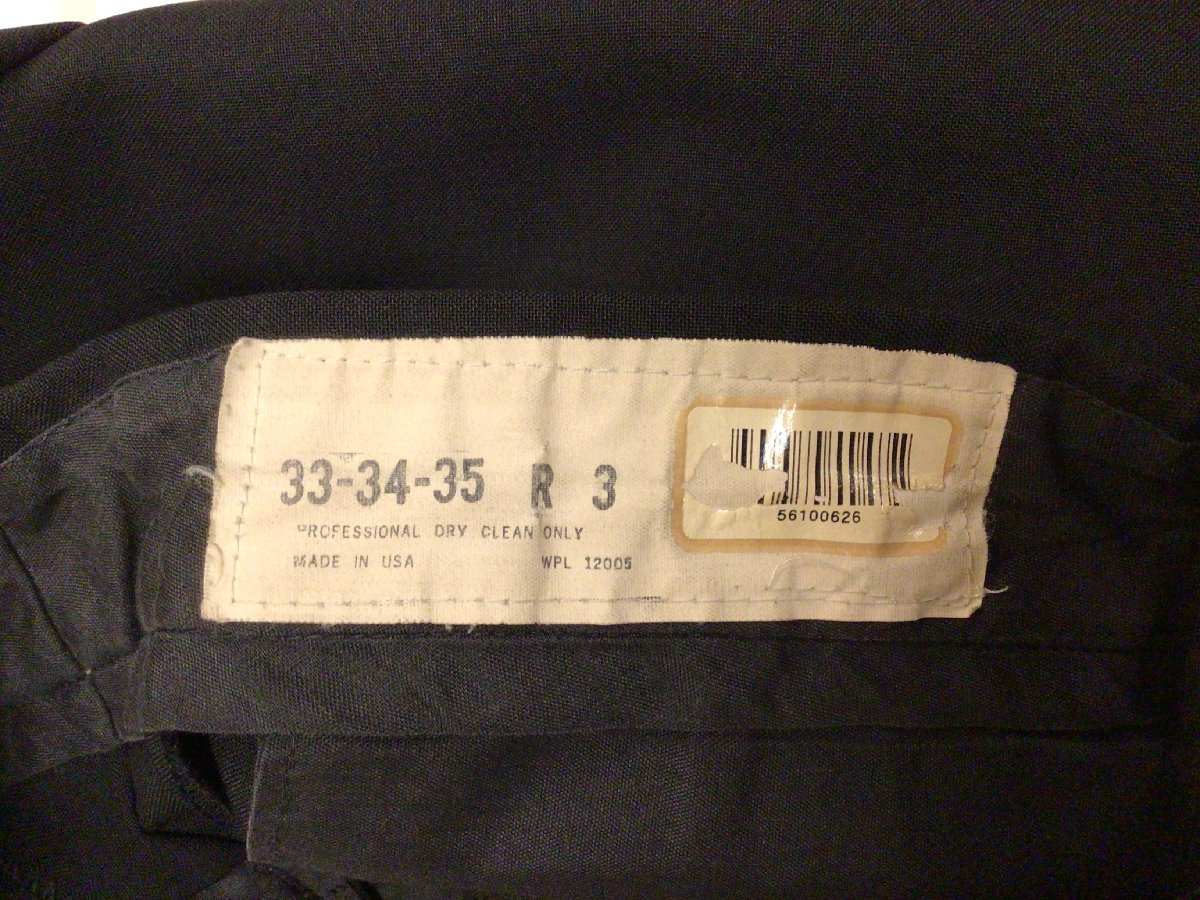 33-34-35 R 3
PROFESSIONAL DRY CLEAN ONLY
MADE IN USA WPL 12005
56100626